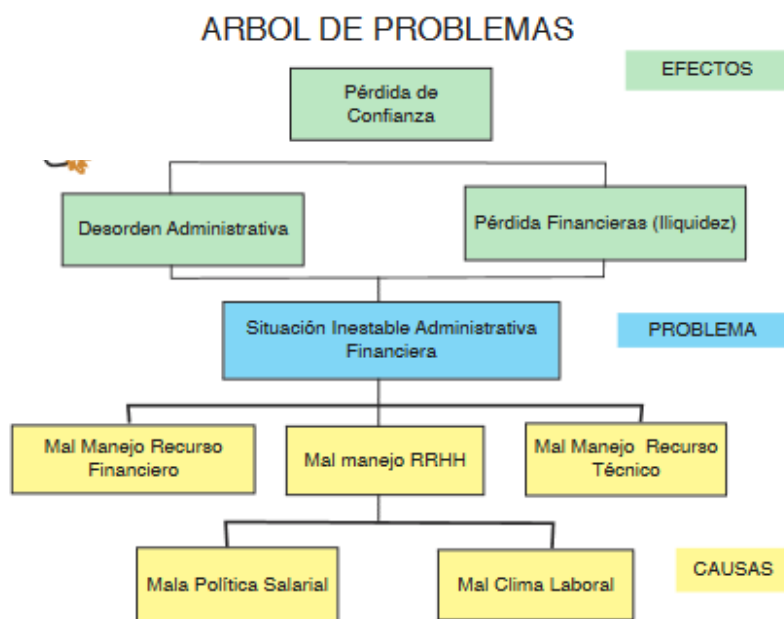 ARBOL DE PROBLEMAS
EFECTOS
Pérdida de
Confianza
Desorden Administrativa
Pérdida Financieras (Iliquidez)
Situación Inestable Administrativa
Financiera
PROBLEMA
Mal Manejo Recurso
Financiero
Mal manejo RRHH
Mal Manejo Recurso
Técnico
Mala Política Salarial
Mal Clima Laboral
CAUSAS